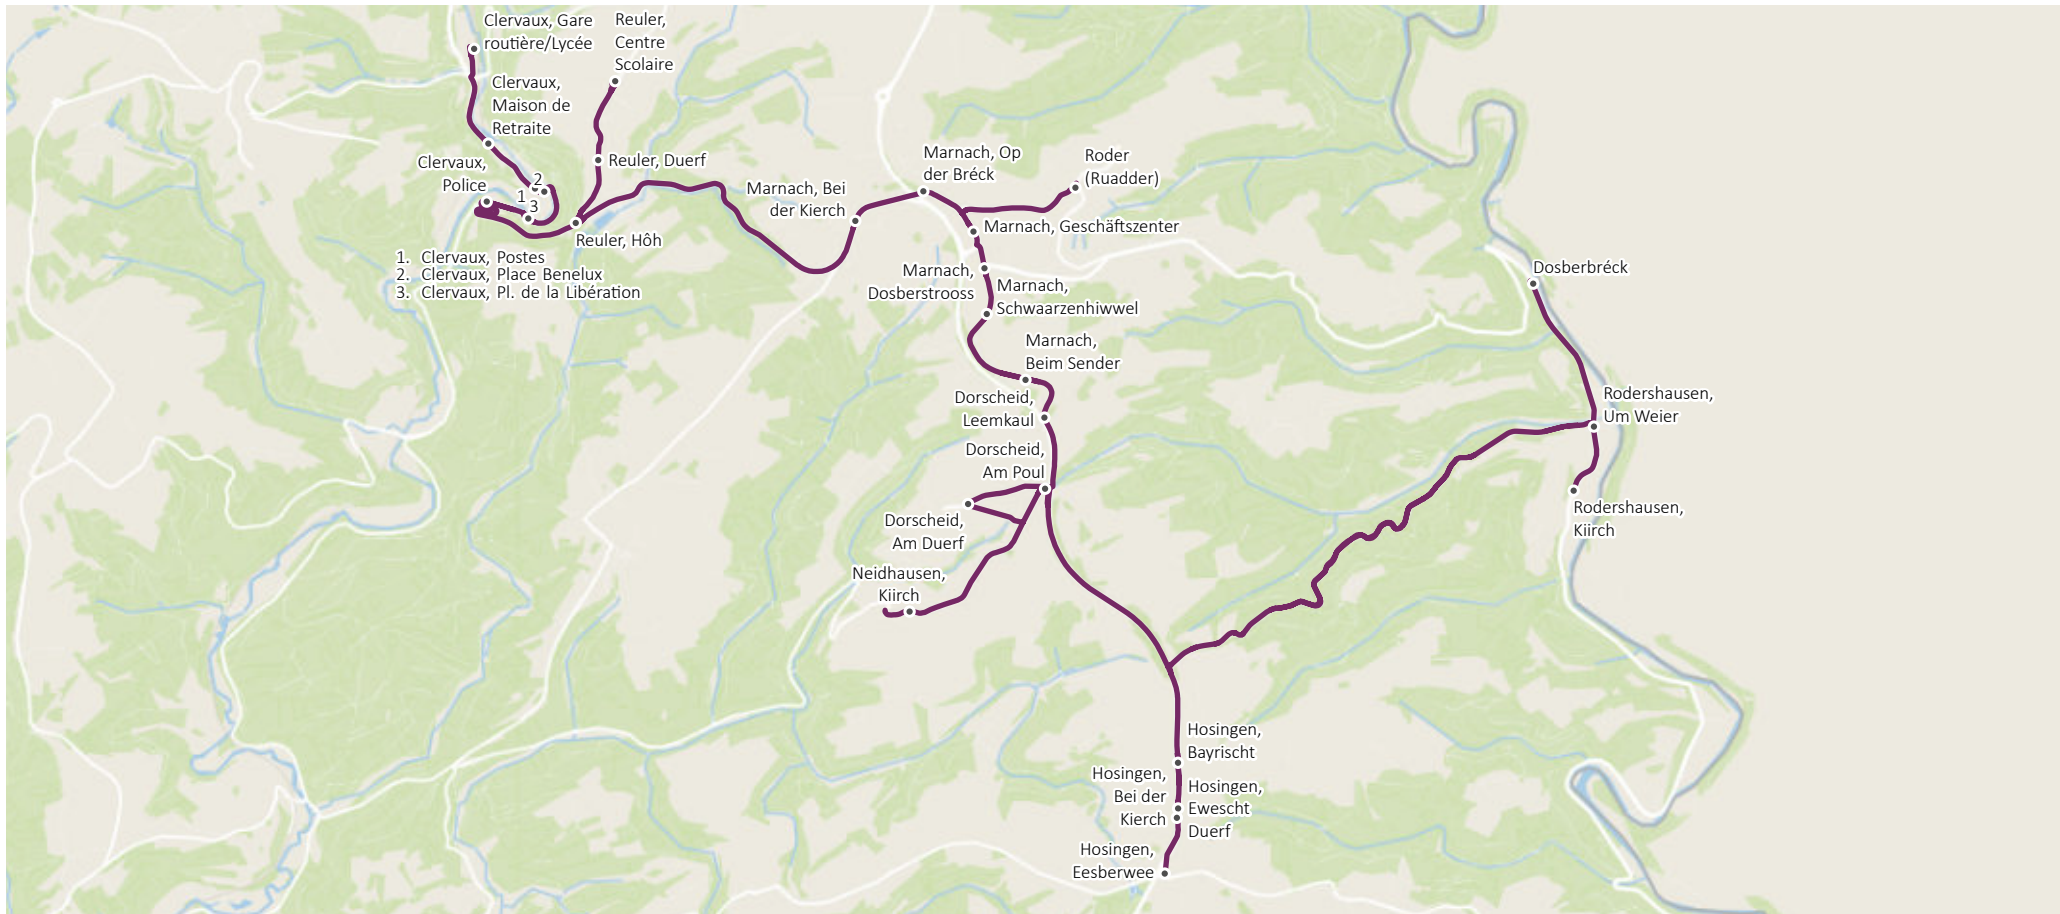 Clervaux, Gare
routière/Lycée
Reuler,
Centre
Scolaire
Clervaux,
Maison de
Retraite
Clervaux,
Police
Reuler, Duerf
2
1
3
Reuler, Hôh
1. Clervaux, Postes
2. Clervaux, Place Benelux
3. Clervaux, Pl. de la Libération
Marnach, Bei
der Kierch
Marnach, Op
der Bréck
Roder
(Ruadder)
Marnach, Geschäftszenter
Marnach,
Dosberstrooss
Marnach,
Schwaarzenhiwwel
Marnach,
Beim Sender
Dorscheid,
Leemkaul
Dorscheid,
Am Poul
Dorscheid,
Am Duerf
Neidhausen,
Kiirch
Dosberbréck
Rodershausen,
Um Weier
Rodershausen,
Kiirch
Hosingen,
Bayrischt
Hosingen,
Bei der
Kierch
Hosingen,
Ewescht
Duerf
Hosingen,
Eesberwee